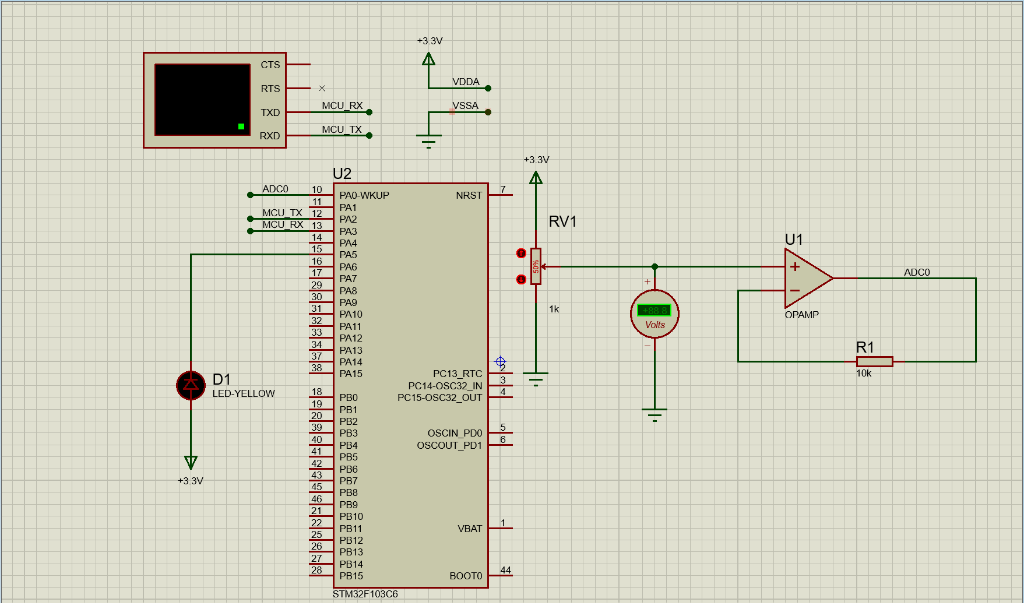 +3.3V
CTS
RTS
TXD MCU_RX
RXD MCU_TX
VDDA
VSSA
U2
ADC0 10 PA0-WKUP
11 PA1
MCU_TX 12 PA2
MCU_RX 13 PA3
14 PA4
15 PA5
16 PA6
17 PA7
29 PA8
30 PA9
31 PA10
32 PA11
33 PA12
34 PA13
37 PA14
38 PA15
18 PB0
19 PB1
20 PB2
39 PB3
40 PB4
41 PB5
42 PB6
43 PB7
45 PB8
46 PB9
21 PB10
22 PB11
25 PB12
26 PB13
27 PB14
28 PB15
NRST 7
PC13_RTC 2
PC14-OSC32_IN 3
PC15-OSC32_OUT 4
OSCIN_PD0 5
OSCOUT_PD1 6
VBAT 1
BOOT0 44
STM32F103C6
D1
LED-YELLOW
+3.3V
+3.3V
RV1
50%
1k
+
Volts
U1
+
−
OPAMP
ADC0
R1
10k